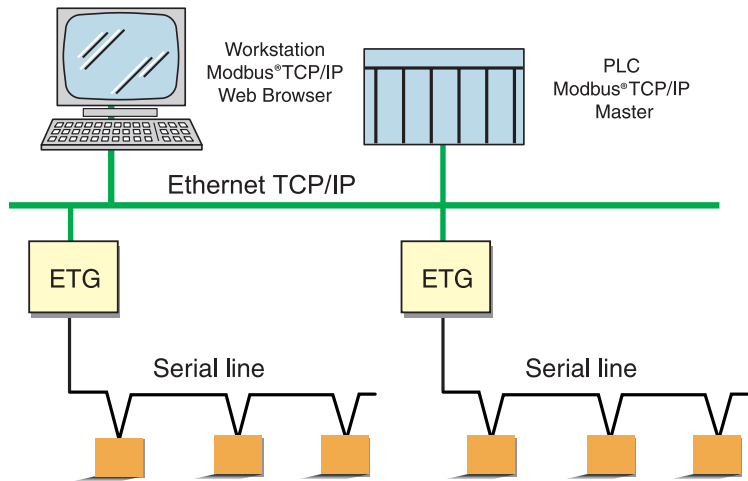 Workstation
Modbus®TCP/IP
Web Browser
PLC
Modbus®TCP/IP
Master
Ethernet TCP/IP
ETG
ETG
Serial line
Serial line